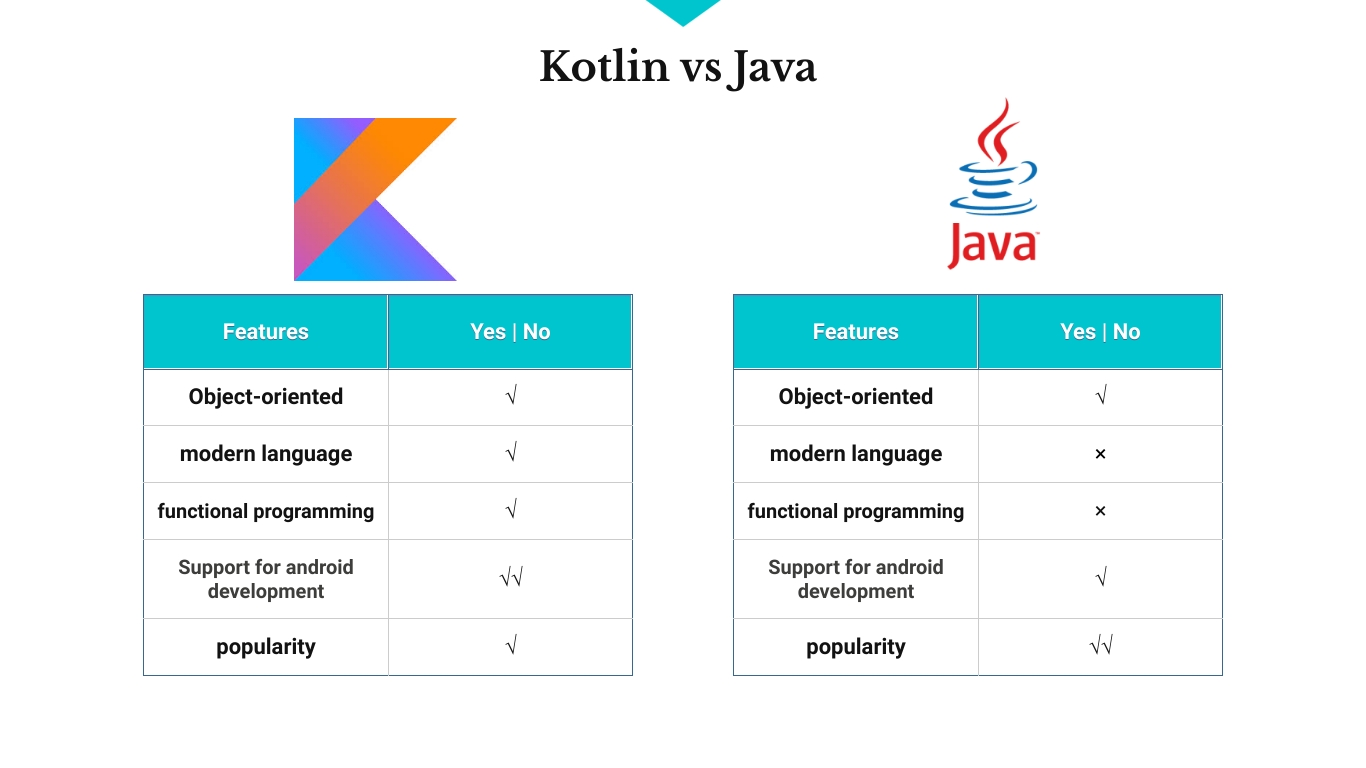 Kotlin vs Java
Java™
Features Yes | No
Object-oriented √
modern language √
functional programming √
Support for android
development √√
popularity √
Features Yes | No
Object-oriented √
modern language ×
functional programming ×
Support for android
development √
popularity √√